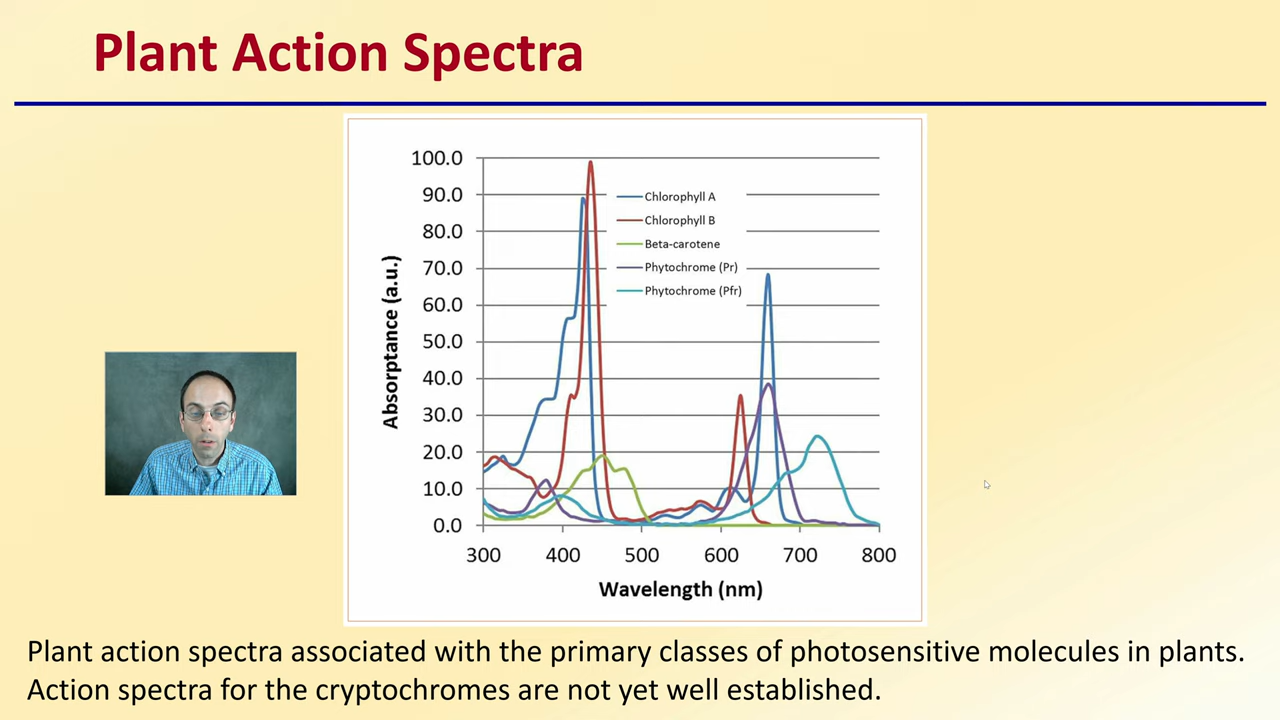 Plant Action Spectra
100.0
90.0
80.0
70.0
60.0
50.0
40.0
30.0
20.0
10.0
0.0
Absorptance (a.u.)
Chlorophyll A
Chlorophyll B
Beta-carotene
Phytochrome (Pr)
Phytochrome (Pfr)
300 400 500 600 700 800
Wavelength (nm)
Plant action spectra associated with the primary classes of photosensitive molecules in plants.
Action spectra for the cryptochromes are not yet well established.